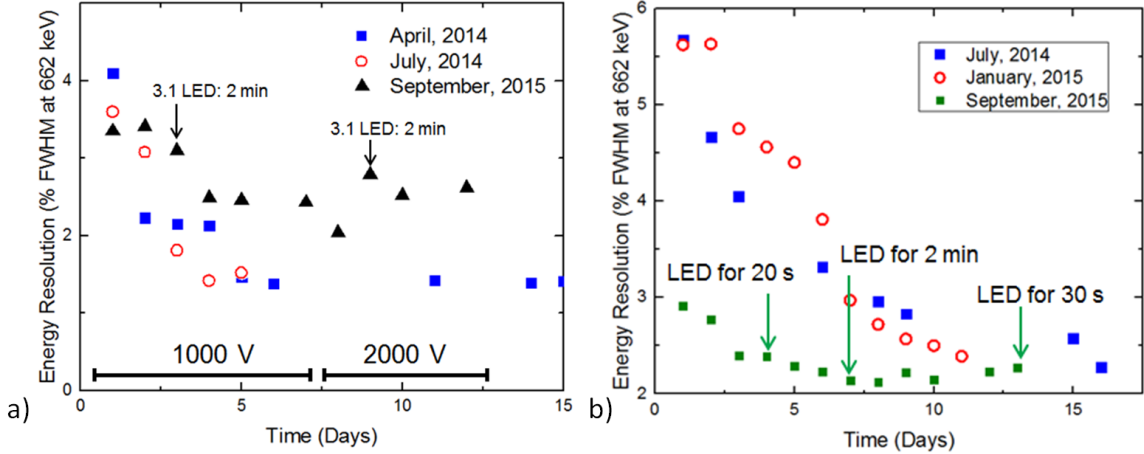 Energy Resolution (% FWHM at 662 keV)
4
2
0
April, 2014
July, 2014
September, 2015
3.1 LED: 2 min
3.1 LED: 2 min
1000 V
2000 V
0
5
10
15
Time (Days)
a)
Energy Resolution (% FWHM at 662 keV)
6
5
4
3
2
July, 2014
January, 2015
September, 2015
LED for 20 s
LED for 2 min
LED for 30 s
0
5
10
15
Time (Days)
b)